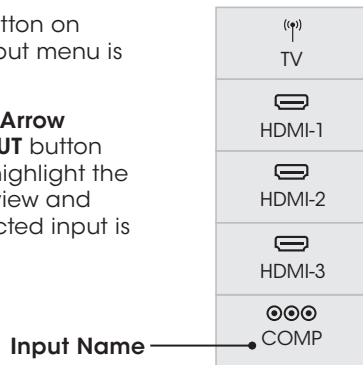 tton on
out menu is
Arrow
UT button
highlight the
view and
cted input is
Input Name
TV
HDMI-1
HDMI-2
HDMI-3
COMP